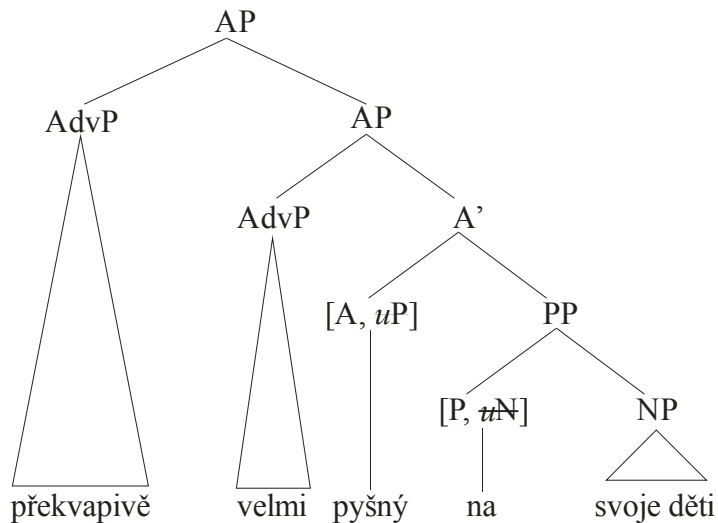 AP
AdvP AP
AdvP A’
[A, uP] PP
[P, uN] NP
překvapivě velmi pyšný na svoje děti